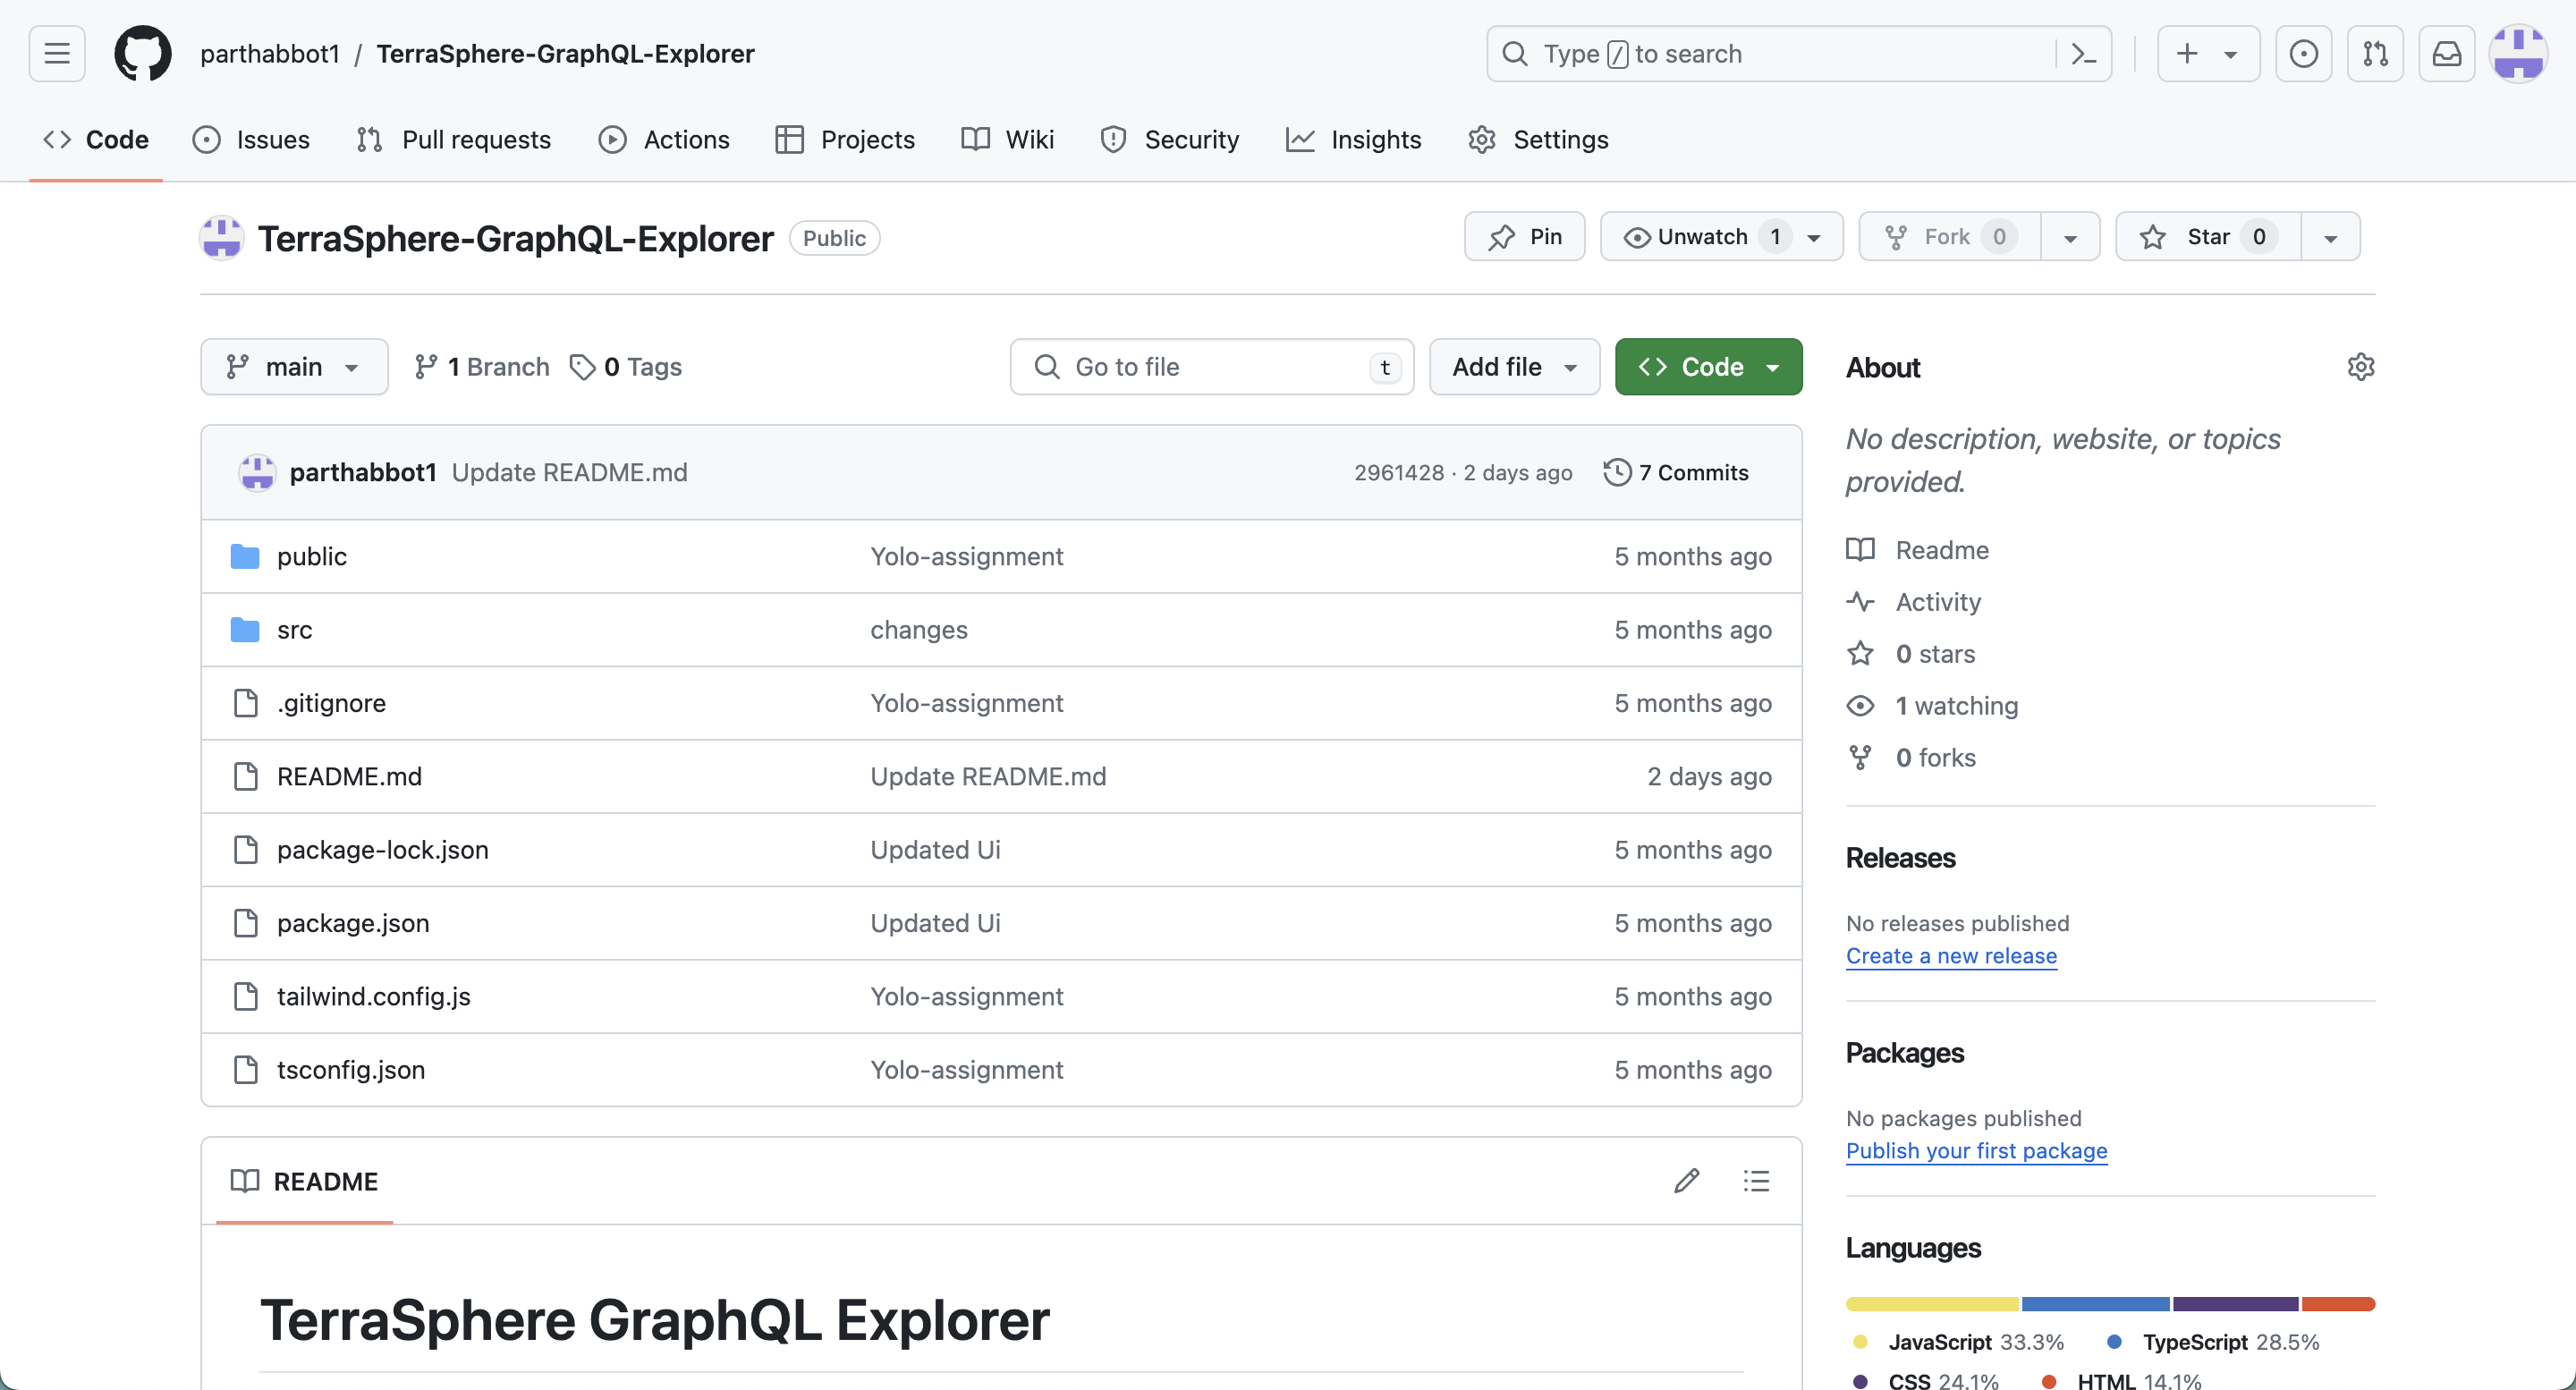 parthabbot1 / TerraSphere-GraphQL-Explorer
Type / to search
Code Issues Pull requests Actions Projects Wiki Security Insights Settings
TerraSphere-GraphQL-Explorer Public
Pin Unwatch 1 Fork 0 Star 0
main 1 Branch 0 Tags Go to file t Add file Code
parthabbot1 Update README.md 2961428 · 2 days ago 7 Commits
public Yolo-assignment 5 months ago
src changes 5 months ago
.gitignore Yolo-assignment 5 months ago
README.md Update README.md 2 days ago
package-lock.json Updated Ui 5 months ago
package.json Updated Ui 5 months ago
tailwind.config.js Yolo-assignment 5 months ago
tsconfig.json Yolo-assignment 5 months ago
README
TerraSphere GraphQL Explorer
About
No description, website, or topics
provided.
Readme
Activity
0 stars
1 watching
0 forks
Releases
No releases published
Create a new release
Packages
No packages published
Publish your first package
Languages
JavaScript 33.3% TypeScript 28.5%
CSS 24.1% HTML 14.1%